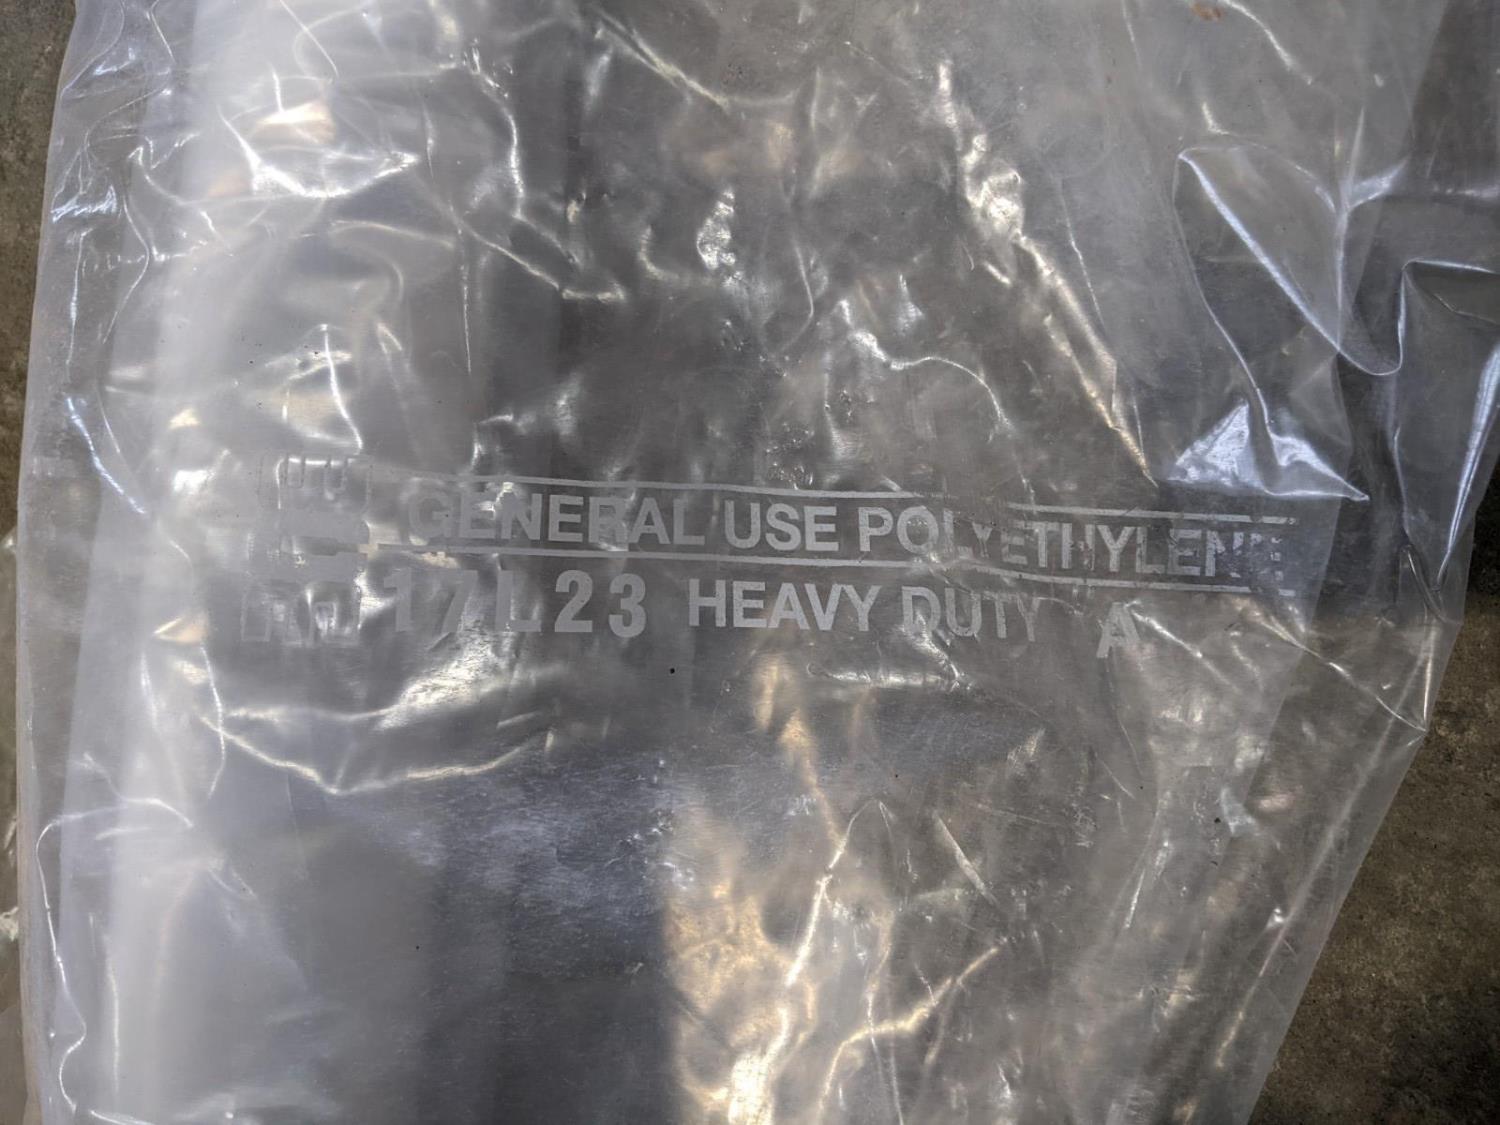 GENERAL USE POLYETHYLENE
17L23 HEAVY DUTY A